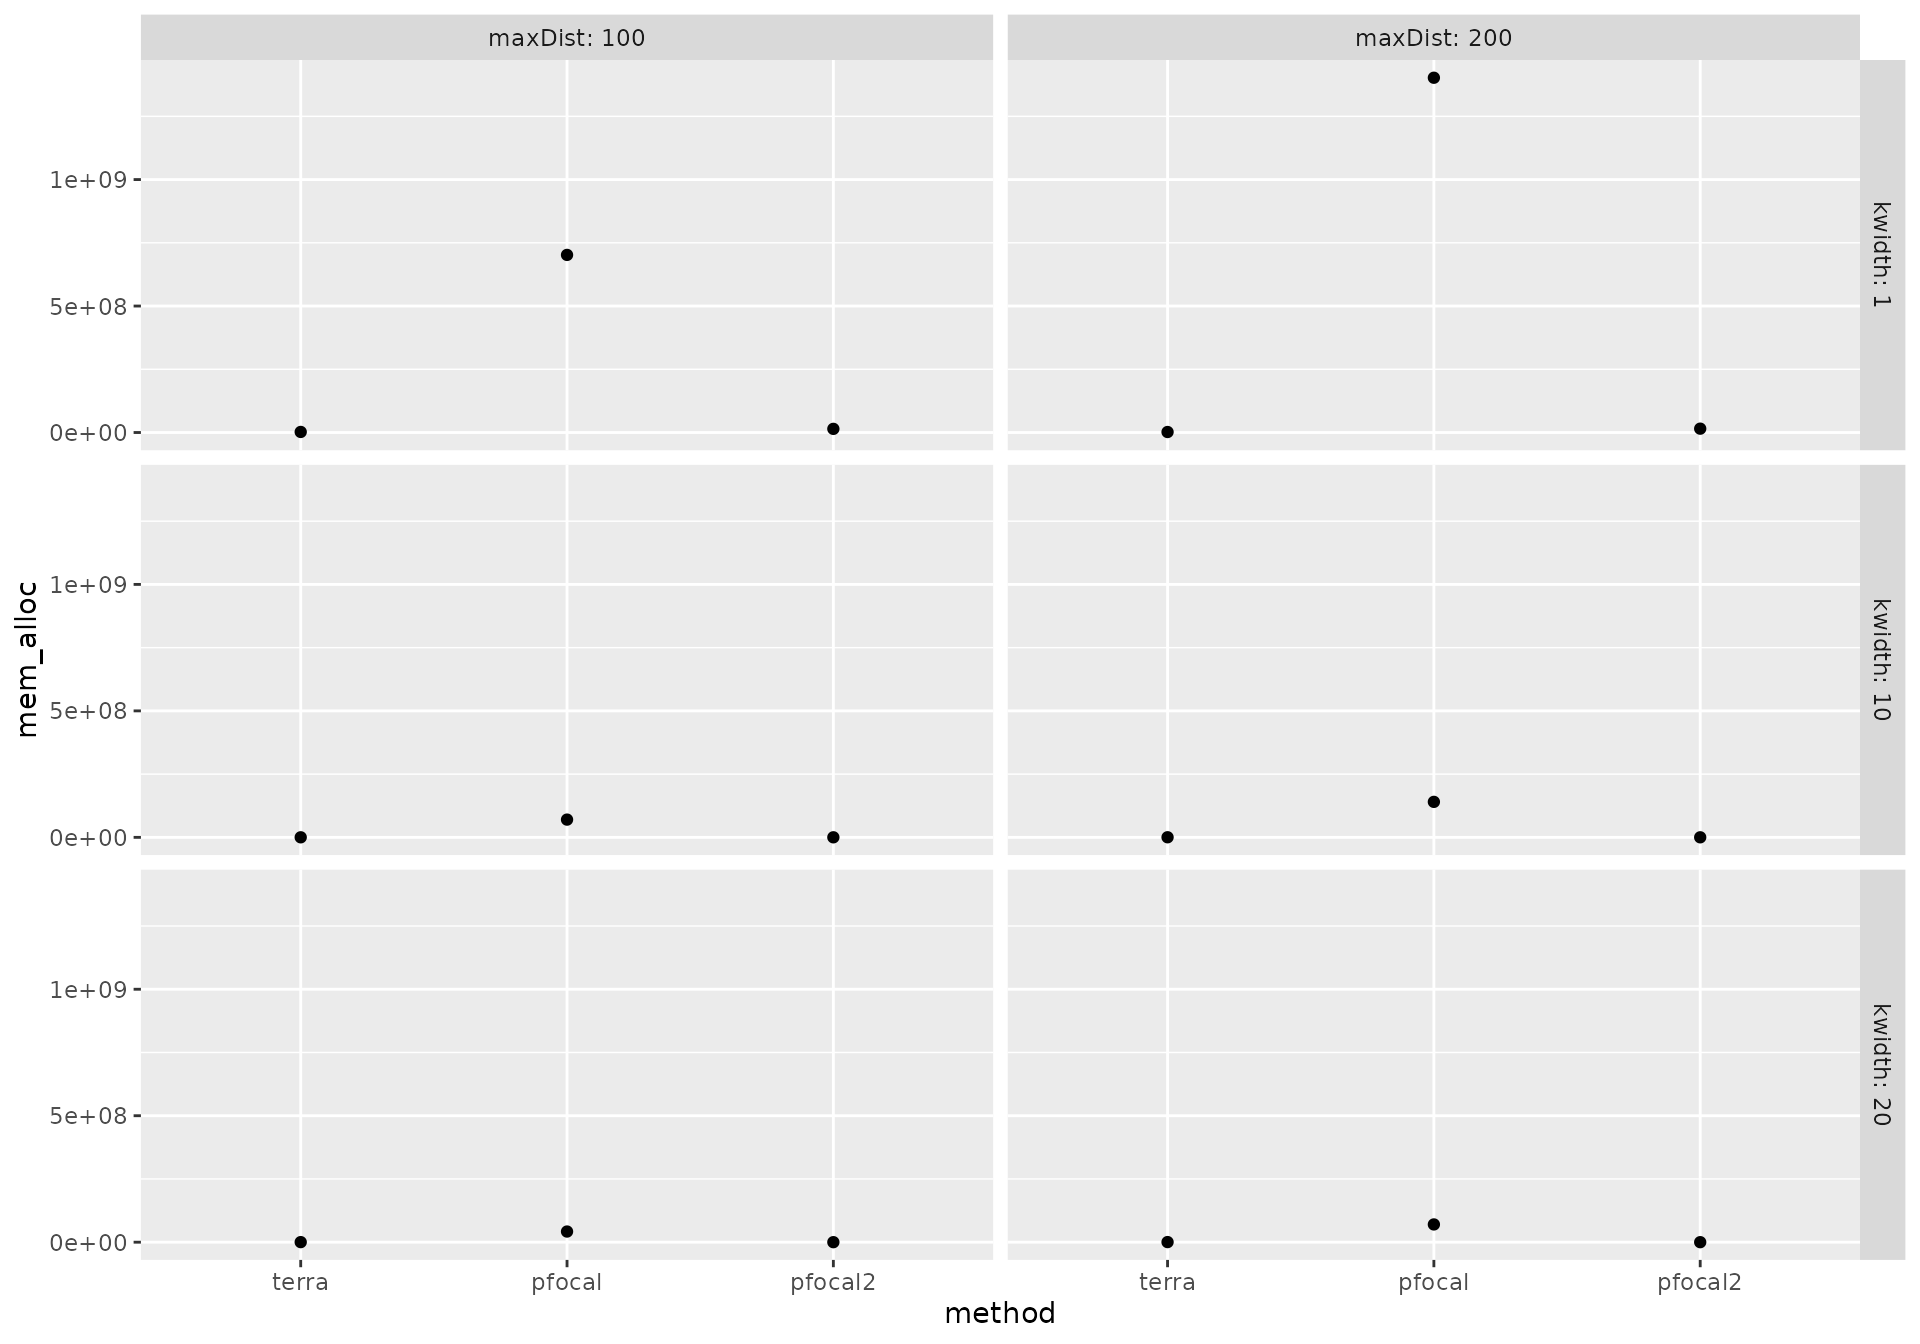 maxDist: 100
maxDist: 200
1e+09
5e+08
0e+00
kwidth: 1
mem_alloc
1e+09
5e+08
0e+00
kwidth: 10
1e+09
5e+08
0e+00
kwidth: 20
terra
pfocal
pfocal2
terra
pfocal
pfocal2
method